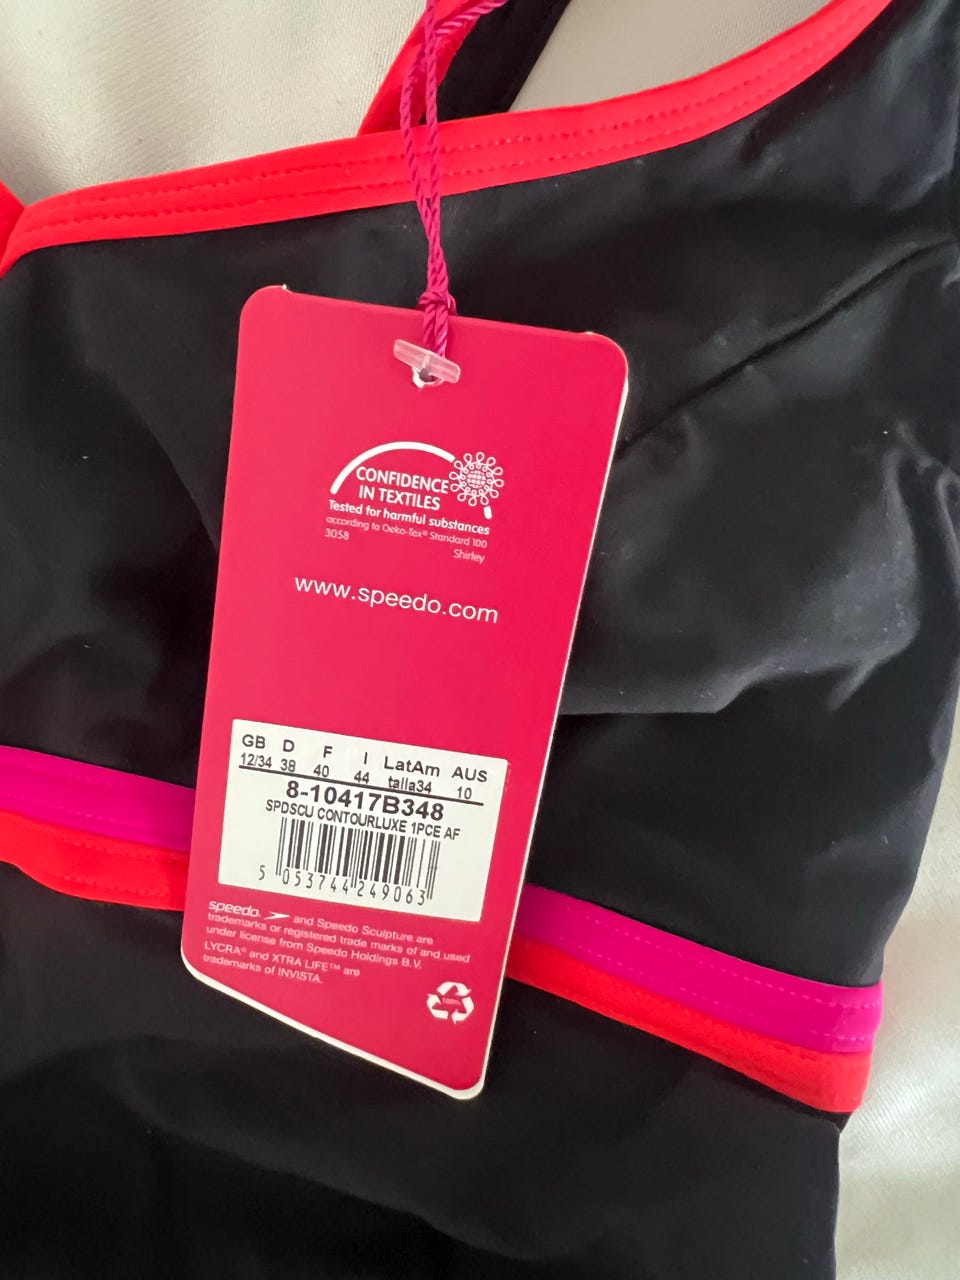 CONFIDENCE
IN TEXTILES
Tested for harmful substances
according to Oeko-Tex® Standard 100
3058
Shirley
www.speedo.com
GB D F I LatAm AUS
12/34 38 40 44 talla34 10
8-10417B348
SPDSCU CONTOURLUXE 1PCE AF
5 053744 249063
speedo. and Speedo Sculpture are
trademarks or registered trade marks of and used
under license from Speedo Holdings B.V.
LYCRA® and XTRA LIFE™ are
trademarks of INVISTA.
100%